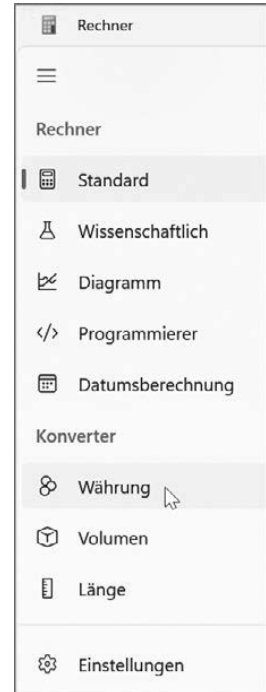 Rechner
Rechner
Standard
Wissenschaftlich
Diagramm
Programmierer
Datumsberechnung
Konverter
Währung
Volumen
Länge
Einstellungen